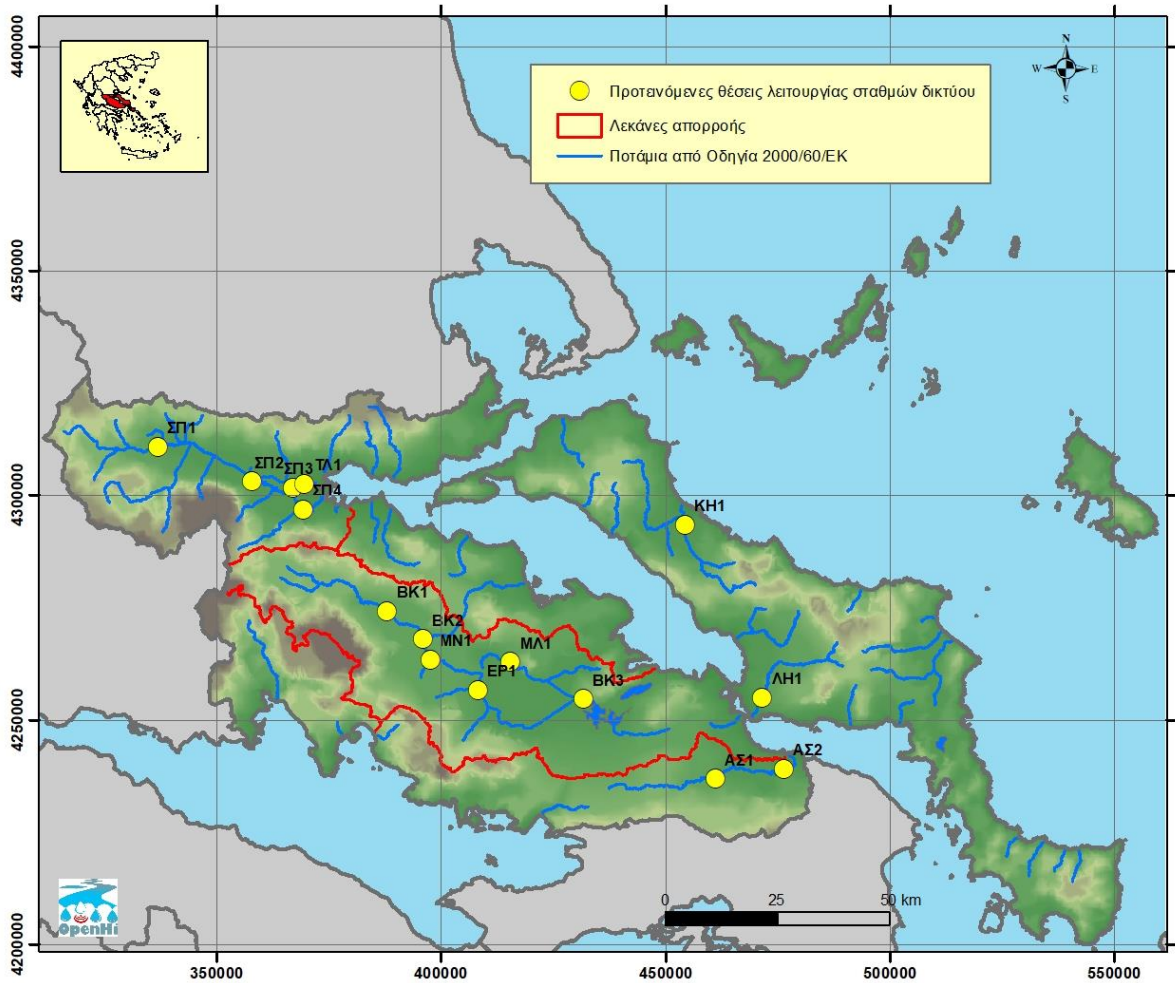 N
W E
S
Προτεινόμενες θέσεις λειτουργίας σταθμών δικτύου
Λεκάνες απορροής
Ποτάμια από Οδηγία 2000/60/ΕΚ
4400000
4350000
4300000
4250000
4200000
ΣΠ1
ΣΠ2
ΣΠ3
ΤΛ1
ΣΠ4
ΚΗ1
ΒΚ1
ΒΚ2
ΜΝ1
ΜΛ1
ΕΡ1
ΒΚ3
ΛΗ1
ΑΣ1
ΑΣ2
0 25 50 km
OpenHi
350000 400000 450000 500000 550000